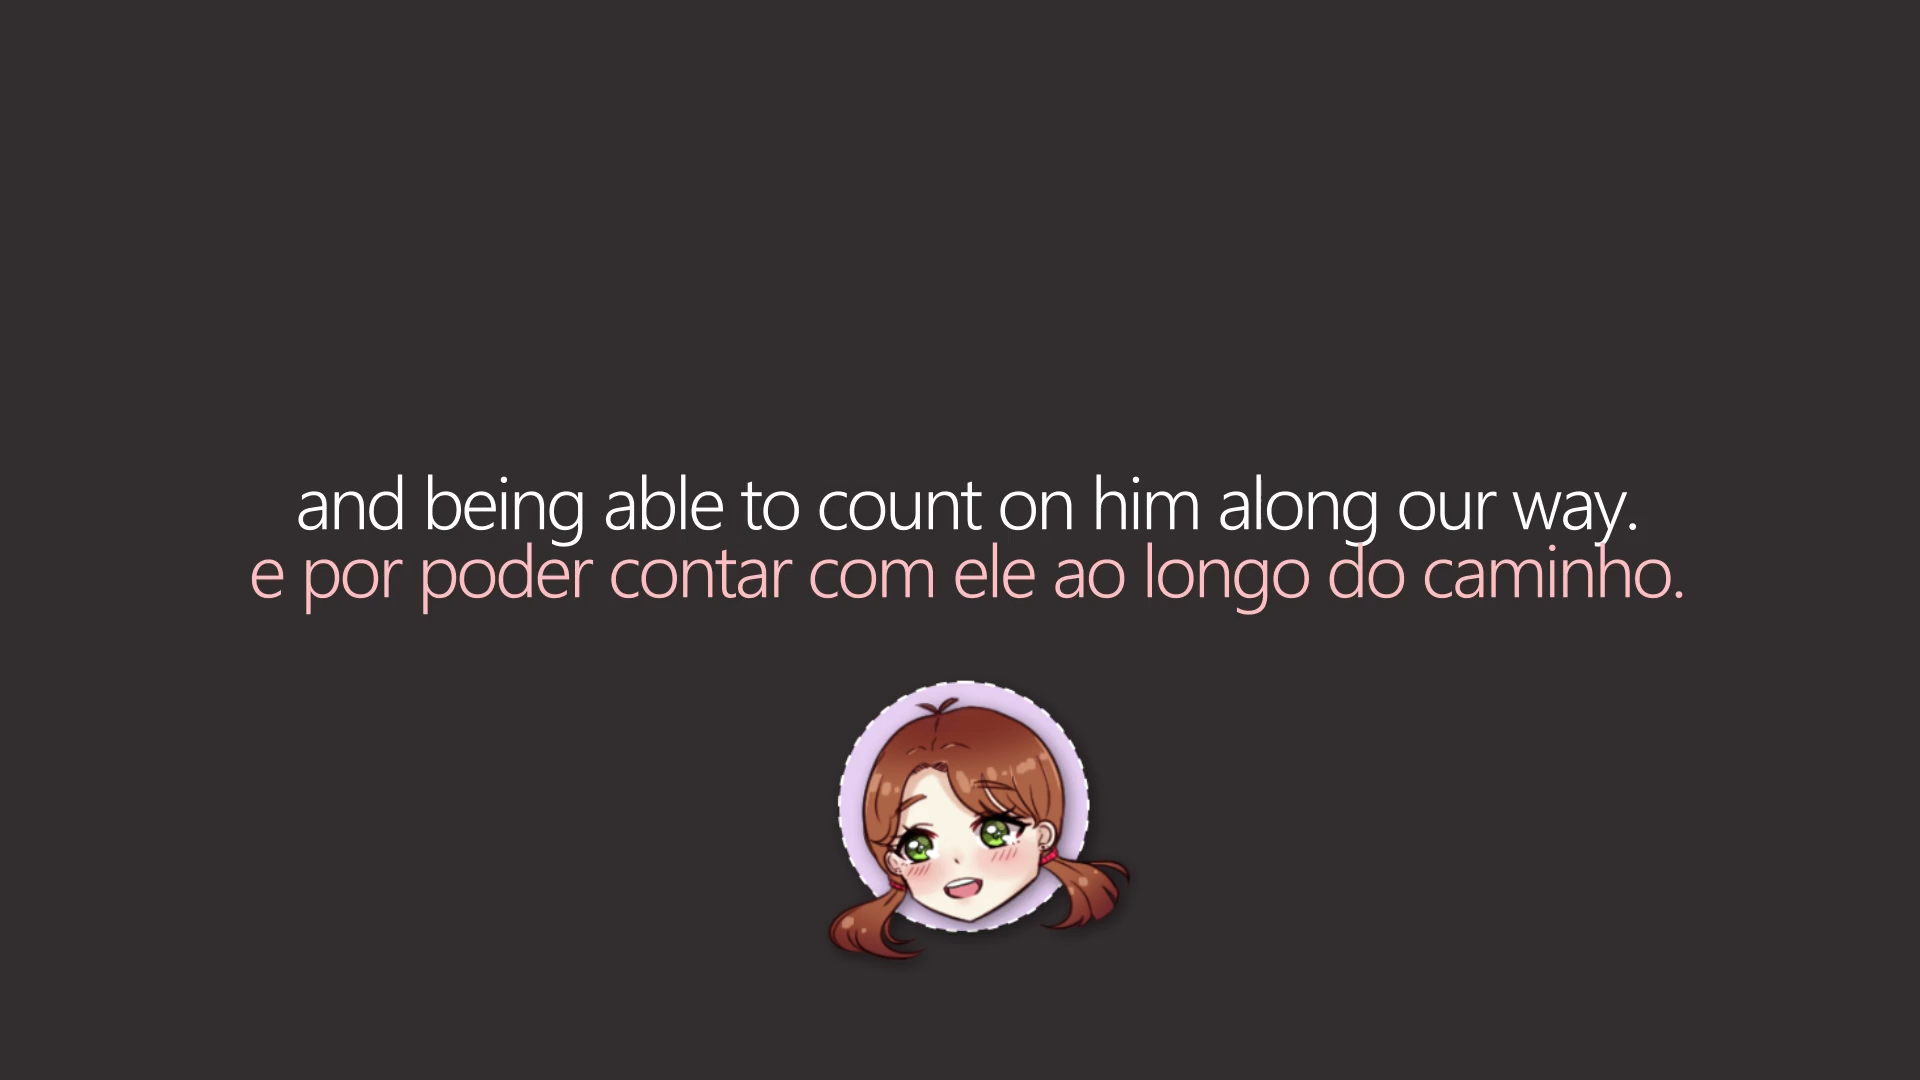 and being able to count on him along our way.
e por poder contar com ele ao longo do caminho.